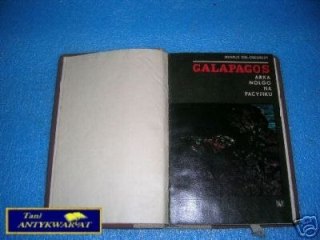 GALAPAGOS
ARKA
NOEGO
NA
PACYFIKU
Tani
ANTYKWARIAT